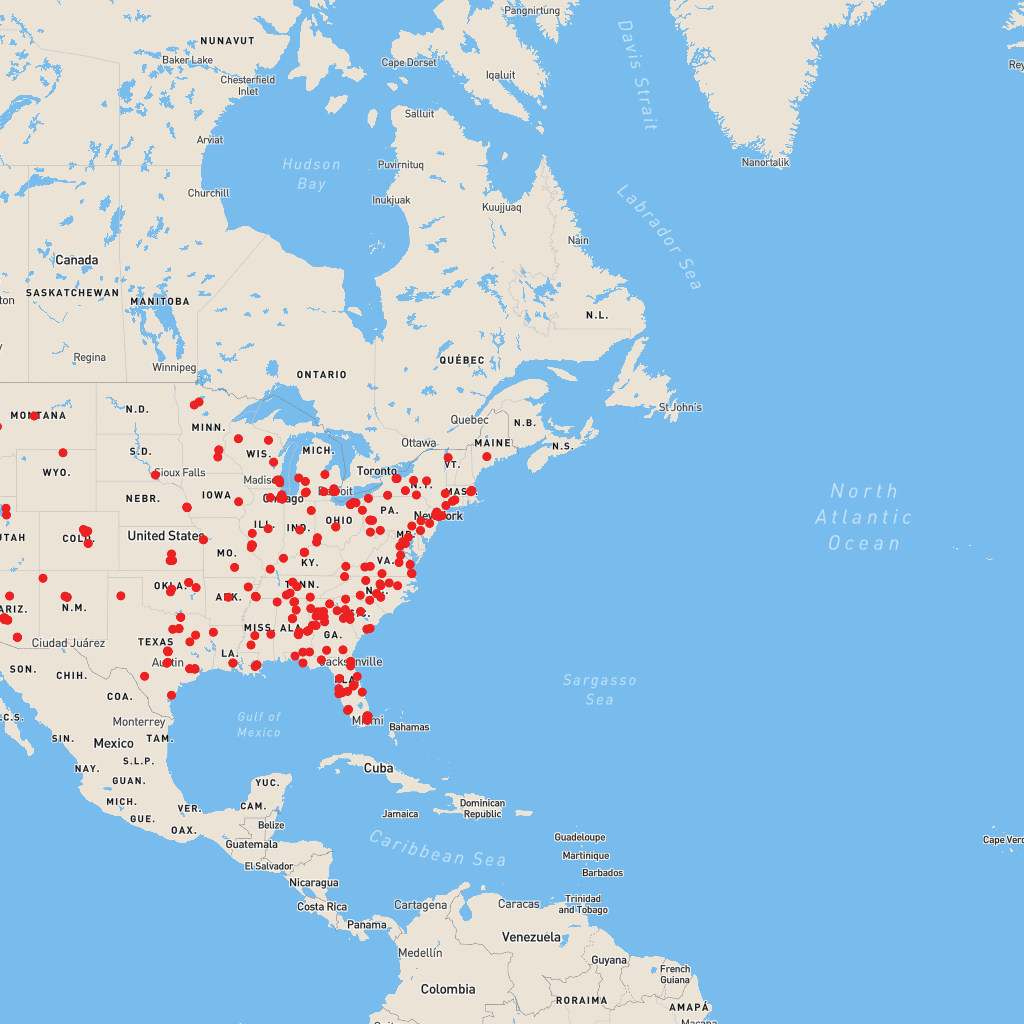 Pangnirtung
NUNAVUT
Baker Lake
Cape Dorset
Iqaluit
Davis Strait
Chesterfield
Inlet
Salluit
Arviat
Hudson
Bay
Puvirnituq
Nanortalik
Churchill
Inukjuak
Kuujjuaq
Labrador Sea
Nain
Canada
SASKATCHEWAN
MANITOBA
N.L.
Regina
Winnipeg
QUÉBEC
ONTARIO
St John's
MONTANA
N.D.
MINN.
Quebec
N.B.
Ottawa
MAINE
N.S.
S.D.
WIS.
MICH.
VT.
WYO.
Sioux Falls
Toronto
Madison
N.Y.
MASS.
NEBR.
IOWA
Chicago
Detroit
PA.
New York
North
Atlantic
Ocean
UTAH
COLO.
United States
ILL.
IND.
OHIO
MD.
MO.
KY.
VA.
OKLA.
TENN.
ARIZ.
N.M.
ARK.
N.C.
S.C.
Ciudad Juárez
TEXAS
MISS.
ALA.
GA.
SON.
CHIH.
Austin
LA.
Jacksonville
COA.
FLA.
Sargasso
Sea
Monterrey
Gulf of
Mexico
Miami
Bahamas
SIN.
Mexico
TAM.
NAY.
S.L.P.
GUAN.
YUC.
Cuba
MICH.
VER.
CAM.
GUE.
OAX.
Belize
Jamaica
Dominican
Republic
Guatemala
Caribbean Sea
Guadeloupe
El Salvador
Martinique
Barbados
Nicaragua
Costa Rica
Cartagena
Caracas
Trinidad
and Tobago
Panama
Venezuela
Medellín
Guyana
French
Guiana
Colombia
RORAIMA
AMAPÁ